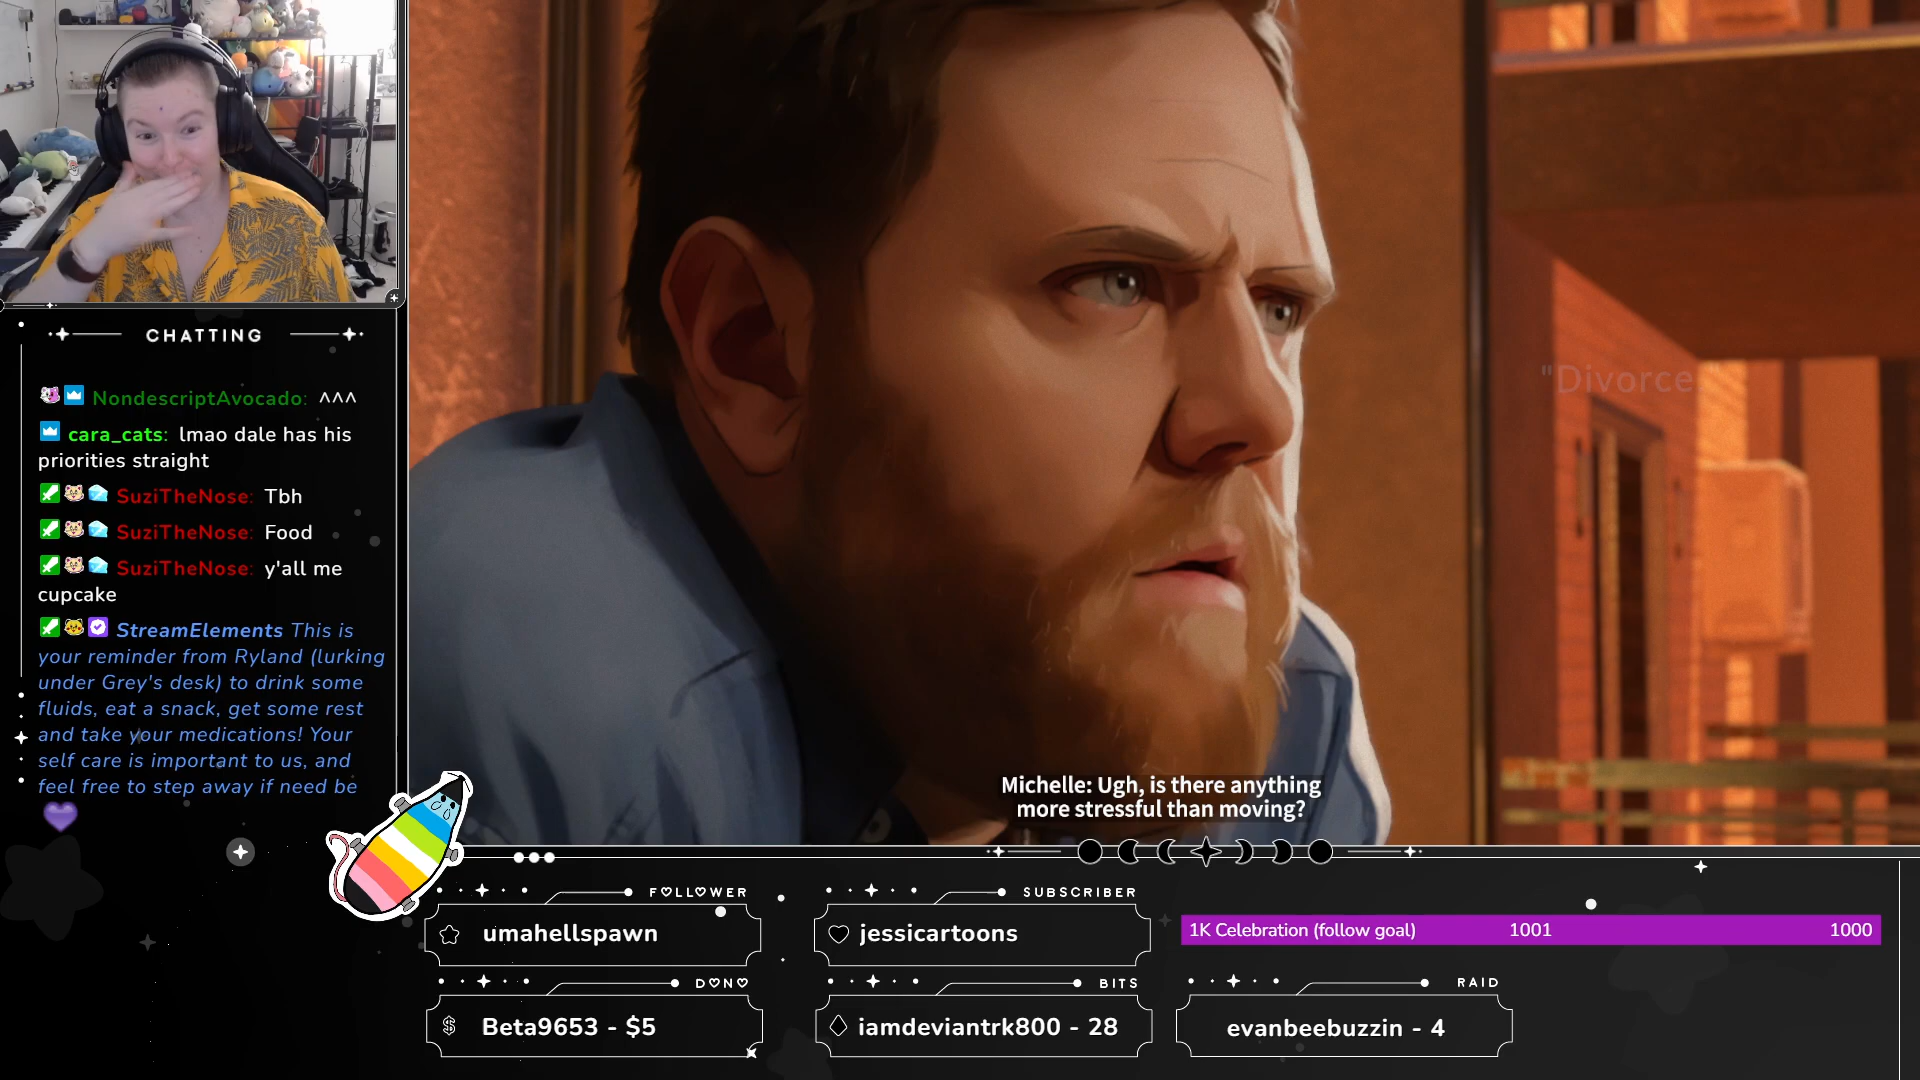 CHATTING
NondescriptAvocado: ^^^
cara_cats: lmao dale has his
priorities straight
SuziTheNose: Tbh
SuziTheNose: Food
SuziTheNose: y'all me
cupcake
StreamElements This is
your reminder from Ryland (lurking
under Grey's desk) to drink some
fluids, eat a snack, get some rest
and take your medications! Your
self care is important to us, and
feel free to step away if need be
"Divorce."
Michelle: Ugh, is there anything
more stressful than moving?
FOLLOWER
umahellspawn
SUBSCRIBER
jessicartoons
1K Celebration (follow goal) 1001 1000
DONO
Beta9653 - $5
BITS
iamdeviantrk800 - 28
RAID
evanbeebuzzin - 4